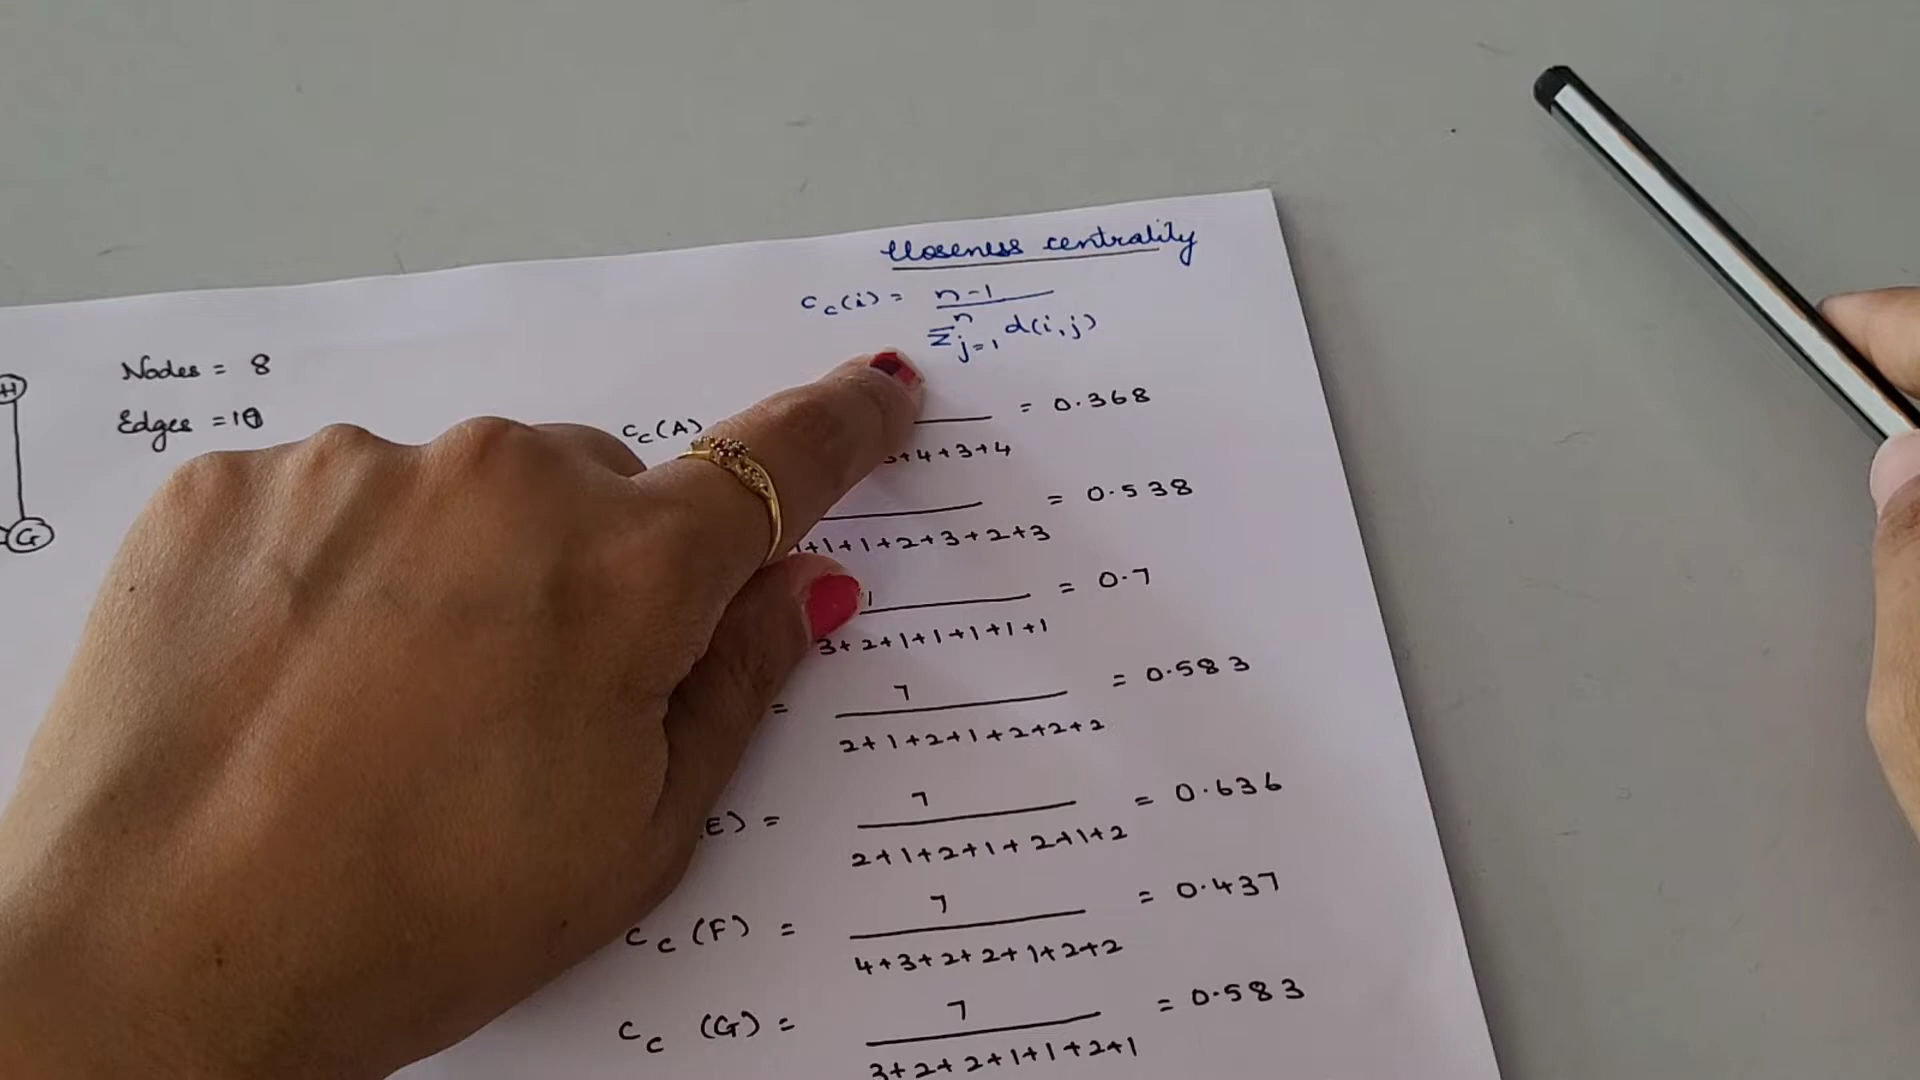 Closeness centrality
Cc(i) = n-1
Σnj=1 d(i,j)
H
Nodes = 8
Edges = 10
G
Cc(A)
= 0.368
+4+3+4
= 0.538
1+1+1+2+3+2+3
= 0.7
3+2+1+1+1+1+1
= 7 = 0.583
2+1+2+1+2+2+2
E) = 7 = 0.636
2+1+2+1+2+1+2
Cc(F) = 7 = 0.437
4+3+2+2+1+2+2
Cc (G) = 7 = 0.583
3+2+2+1+1+2+1